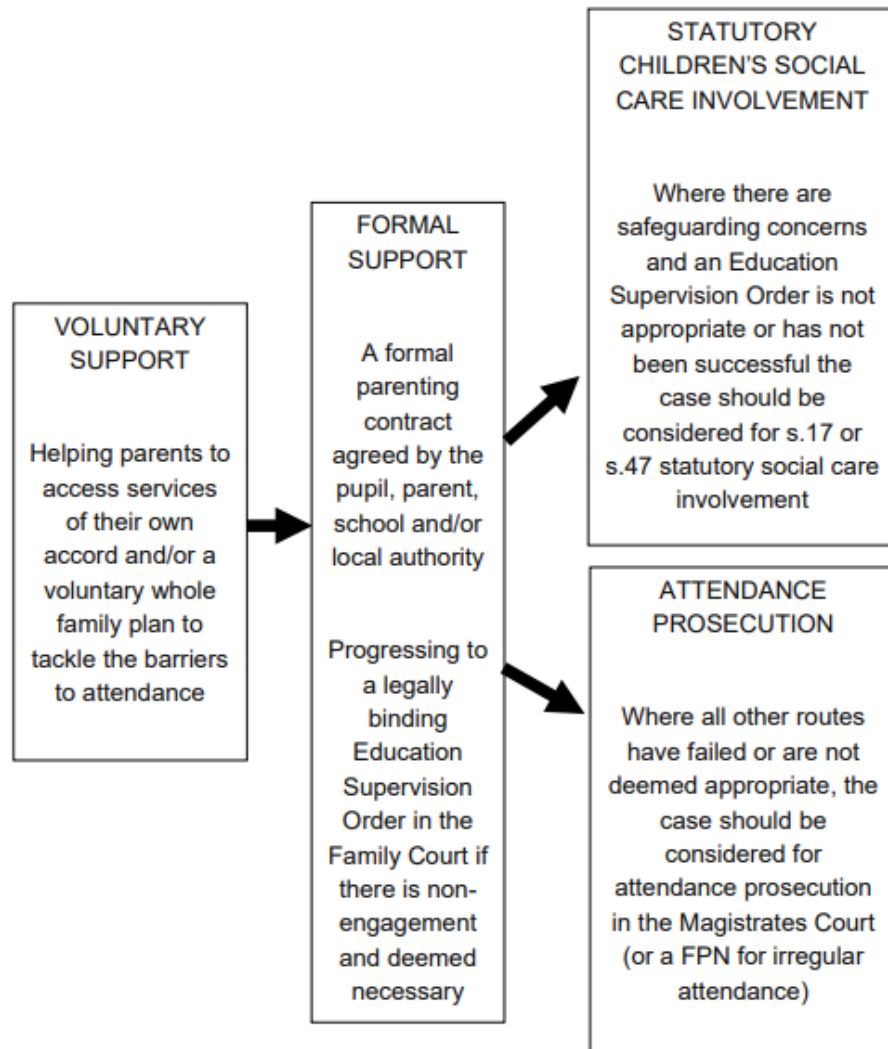 VOLUNTARY
SUPPORT
Helping parents to
access services
of their own
accord and/or a
voluntary whole
family plan to
tackle the barriers
to attendance
FORMAL
SUPPORT
A formal
parenting
contract
agreed by the
pupil, parent,
school and/or
local authority
Progressing to
a legally
binding
Education
Supervision
Order in the
Family Court if
there is non-
engagement
and deemed
necessary
STATUTORY
CHILDREN'S SOCIAL
CARE INVOLVEMENT
Where there are
safeguarding concerns
and an Education
Supervision Order is not
appropriate or has not
been successful the
case should be
considered for s.17 or
s.47 statutory social care
involvement
ATTENDANCE
PROSECUTION
Where all other routes
have failed or are not
deemed appropriate, the
case should be
considered for
attendance prosecution
in the Magistrates Court
(or a FPN for irregular
attendance)